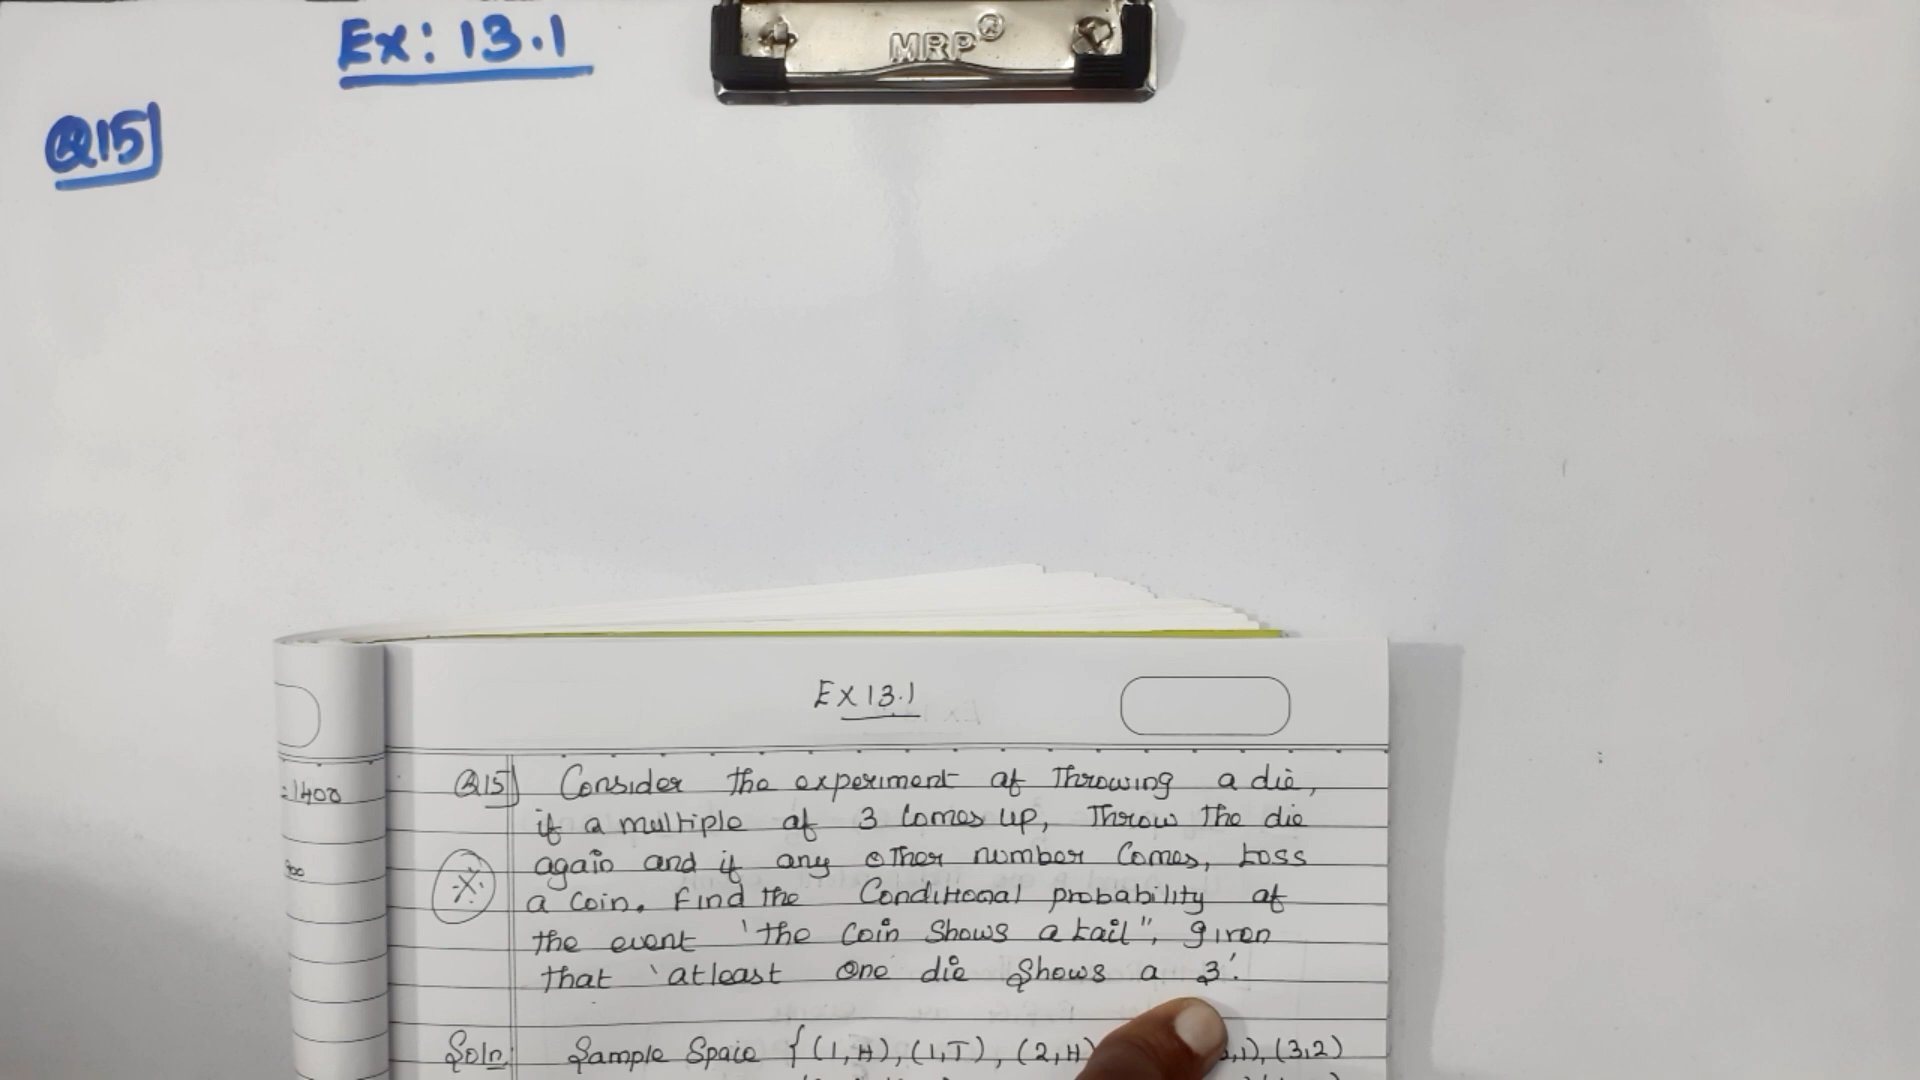 Ex: 13.1
MRP®
Q15]
Ex 13.1
Q15] Consider the experiment of Throwing a die,
if a multiple of 3 Comes up, Throw the die
again and if any other number Comes, toss
a Coin. Find the Conditional probability of
the event 'the Coin Shows a tail", given
that 'atleast one die Shows a 3'.
Soln: Sample Space {(1,H), (1,T), (2,H) ,1), (3,2)
:1400